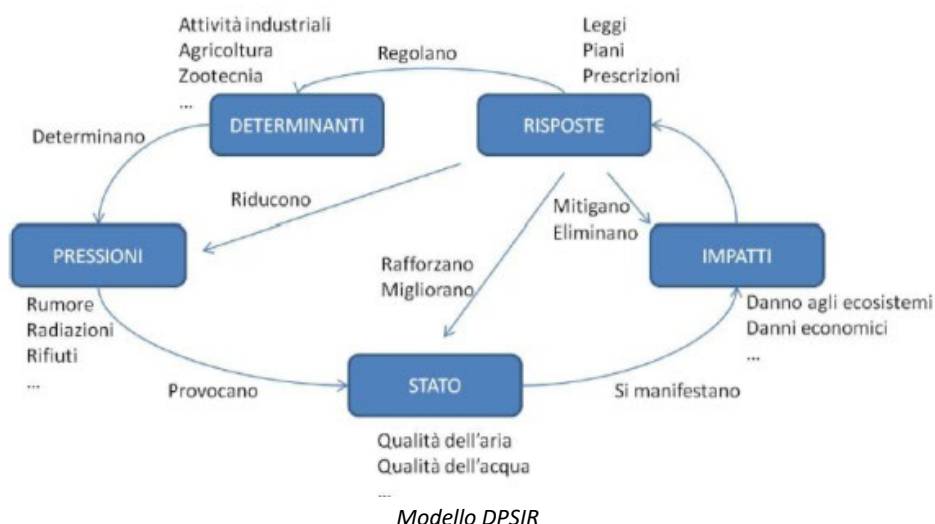 Attività industriali
Agricoltura
Zootecnia
...
Leggi
Piani
Prescrizioni
Regolano
DETERMINANTI
RISPOSTE
Determinano
Riducono
Mitigano
Eliminano
PRESSIONI
IMPATTI
Rafforzano
Migliorano
Rumore
Radiazioni
Rifiuti
...
Danno agli ecosistemi
Danni economici
...
Provocano
STATO
Si manifestano
Qualità dell'aria
Qualità dell'acqua
...
Modello DPSIR